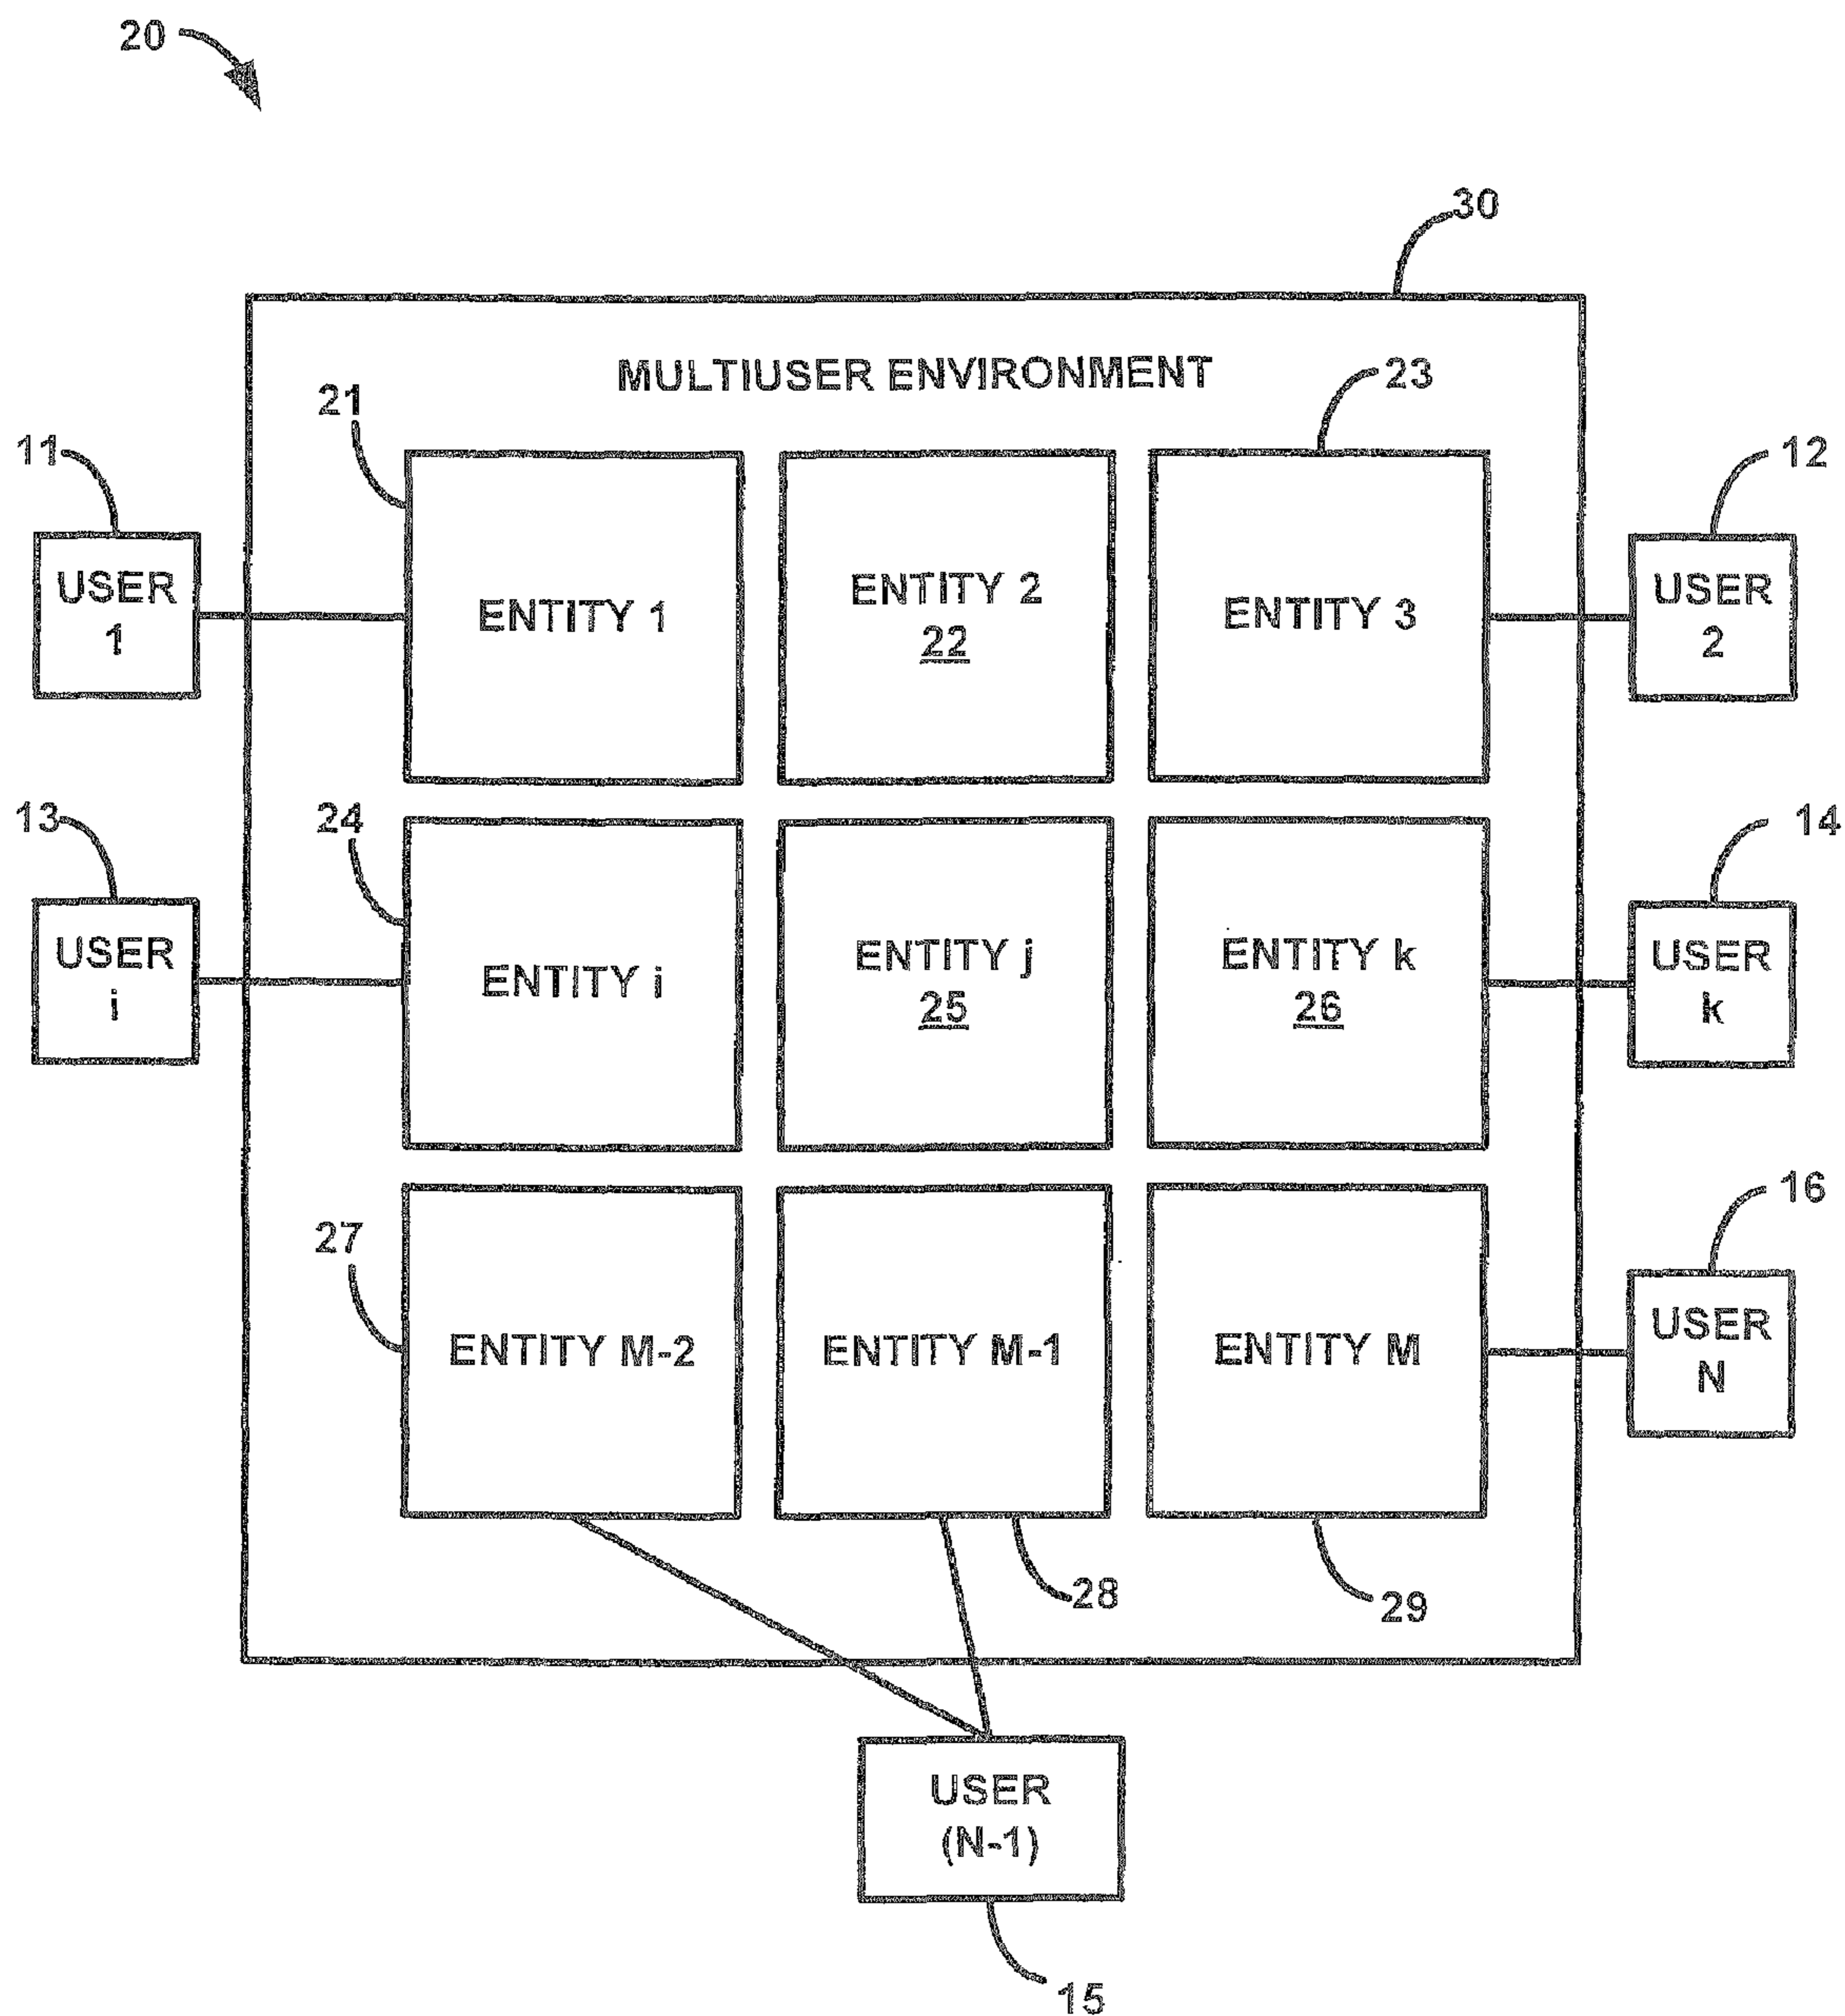 20
30
MULTIUSER ENVIRONMENT
21
23
11
12
USER
1
ENTITY 1
ENTITY 2
22
ENTITY 3
USER
2
13
24
14
USER
i
ENTITY i
ENTITY j
25
ENTITY k
26
USER
k
27
16
ENTITY M-2
ENTITY M-1
ENTITY M
USER
N
28
29
USER
(N-1)
15